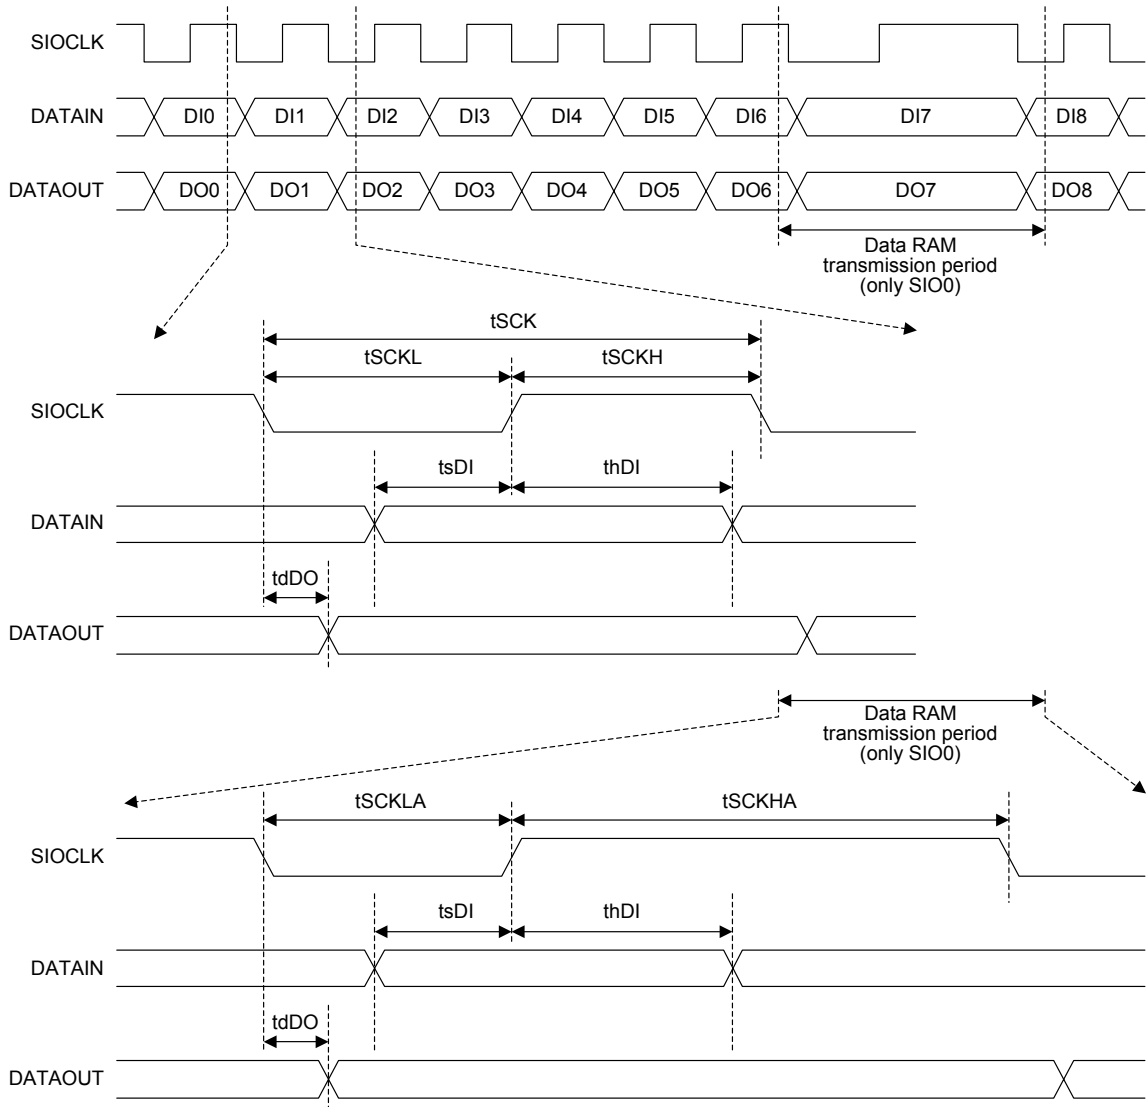 SIOCLK
DATAIN DI0 DI1 DI2 DI3 DI4 DI5 DI6 DI7 DI8
DATAOUT DO0 DO1 DO2 DO3 DO4 DO5 DO6 DO7 DO8
Data RAM
transmission period
(only SIO0)
tSCK
tSCKL tSCKH
SIOCLK
tsDI thDI
DATAIN
tdDO
DATAOUT
Data RAM
transmission period
(only SIO0)
tSCKLA tSCKHA
SIOCLK
tsDI thDI
DATAIN
tdDO
DATAOUT